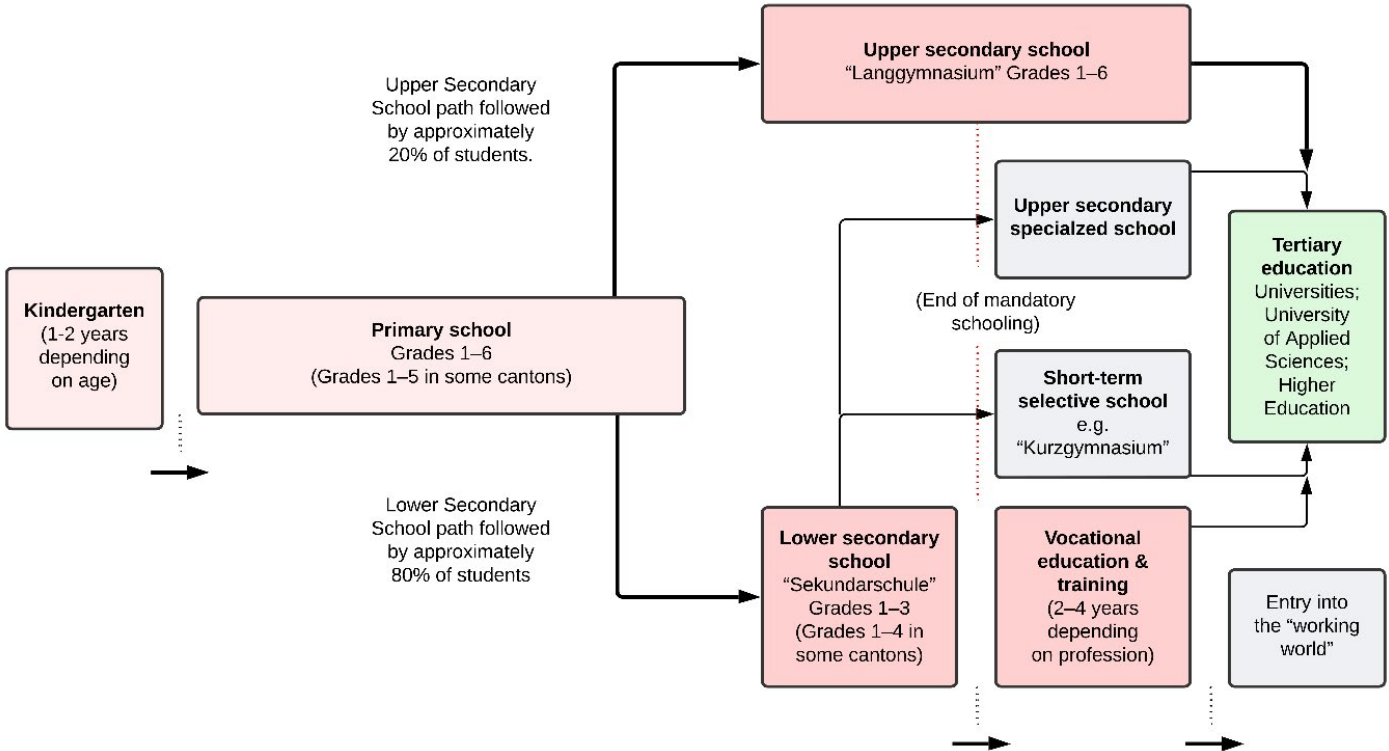 Upper secondary school
“Langgymnasium” Grades 1–6
Upper Secondary
School path followed
by approximately
20% of students.
Upper secondary
specialzed school
Kindergarten
(1-2 years
depending
on age)
Primary school
Grades 1–6
(Grades 1–5 in some cantons)
(End of mandatory
schooling)
Tertiary
education
Universities;
University
of Applied
Sciences;
Higher
Education
Short-term
selective school
e.g.
“Kurzgymnasium”
Lower Secondary
School path followed
by approximately
80% of students
Lower secondary
school
“Sekundarschule”
Grades 1–3
(Grades 1–4 in
some cantons)
Vocational
education &
training
(2–4 years
depending
on profession)
Entry into
the “working
world”